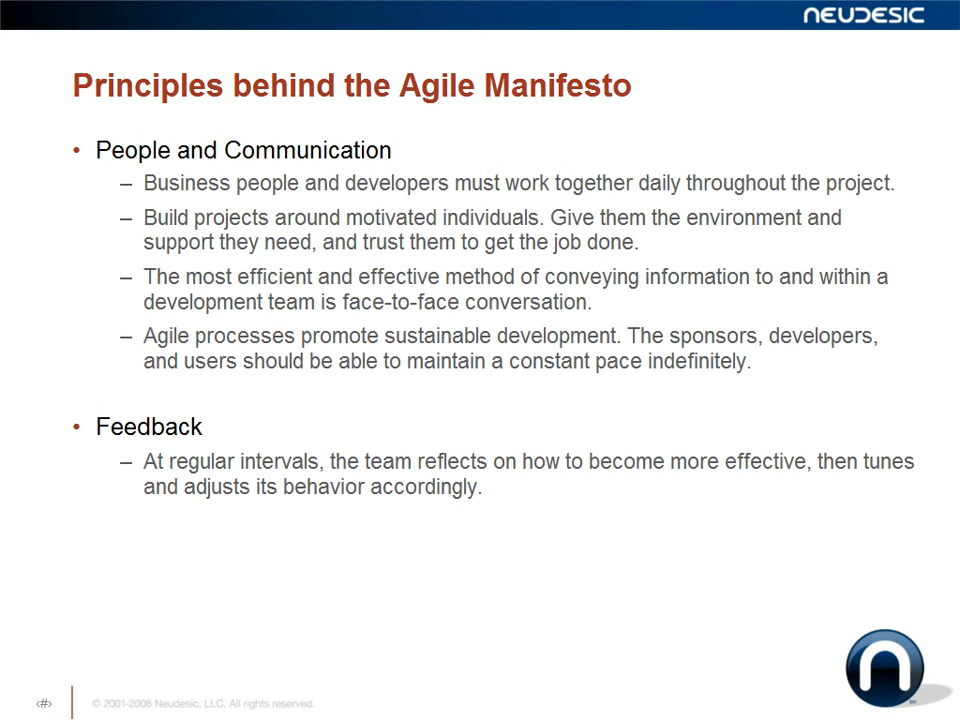 NEUDESIC
Principles behind the Agile Manifesto
• People and Communication
– Business people and developers must work together daily throughout the project.
– Build projects around motivated individuals. Give them the environment and
support they need, and trust them to get the job done.
– The most efficient and effective method of conveying information to and within a
development team is face-to-face conversation.
– Agile processes promote sustainable development. The sponsors, developers,
and users should be able to maintain a constant pace indefinitely.
• Feedback
– At regular intervals, the team reflects on how to become more effective, then tunes
and adjusts its behavior accordingly.
‹#›
© 2001-2008 Neudesic, LLC. All rights reserved.